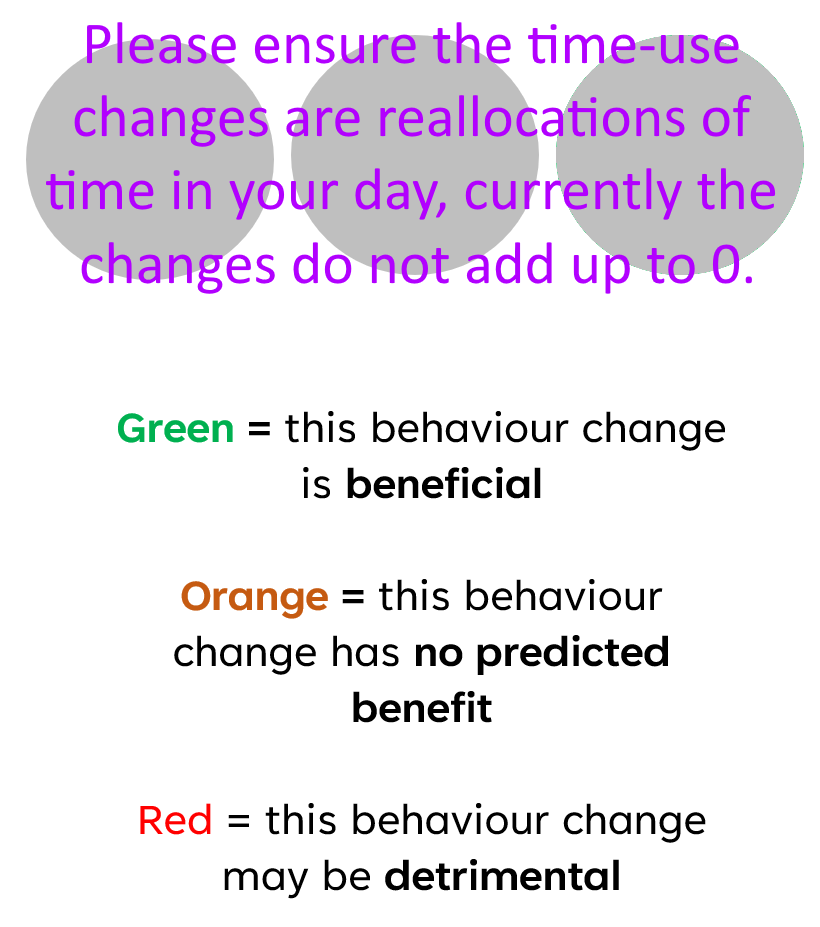 Please ensure the time-use
changes are reallocations of
time in your day, currently the
changes do not add up to 0.
Green = this behaviour change
is beneficial
Orange = this behaviour
change has no predicted
benefit
Red = this behaviour change
may be detrimental